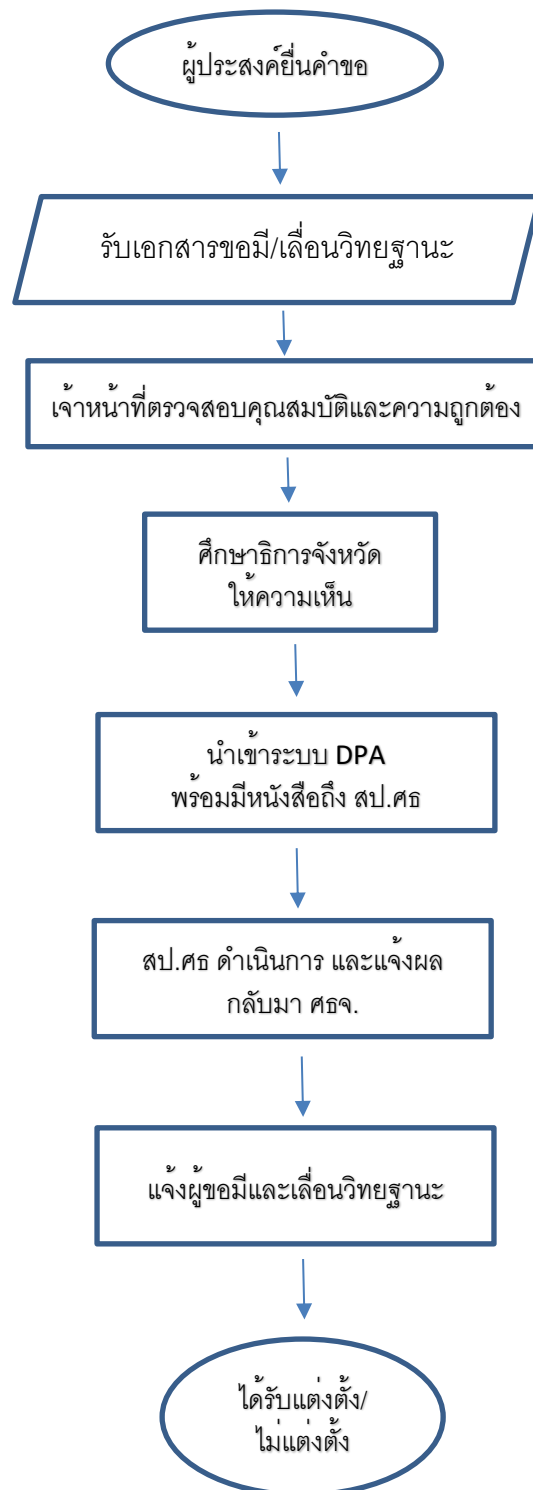 ผู้ประสงค์ยื่นคำขอ
รับเอกสารขอมี/เลื่อนวิทยฐานะ
เจ้าหน้าที่ตรวจสอบคุณสมบัติและความถูกต้อง
ศึกษาธิการจังหวัด
ให้ความเห็น
นำเข้าระบบ DPA
พร้อมมีหนังสือถึง สป.ศธ
สป.ศธ ดำเนินการ และแจ้งผล
กลับมา ศธจ.
แจ้งผู้ขอมีและเลื่อนวิทยฐานะ
ได้รับแต่งตั้ง/
ไม่แต่งตั้ง